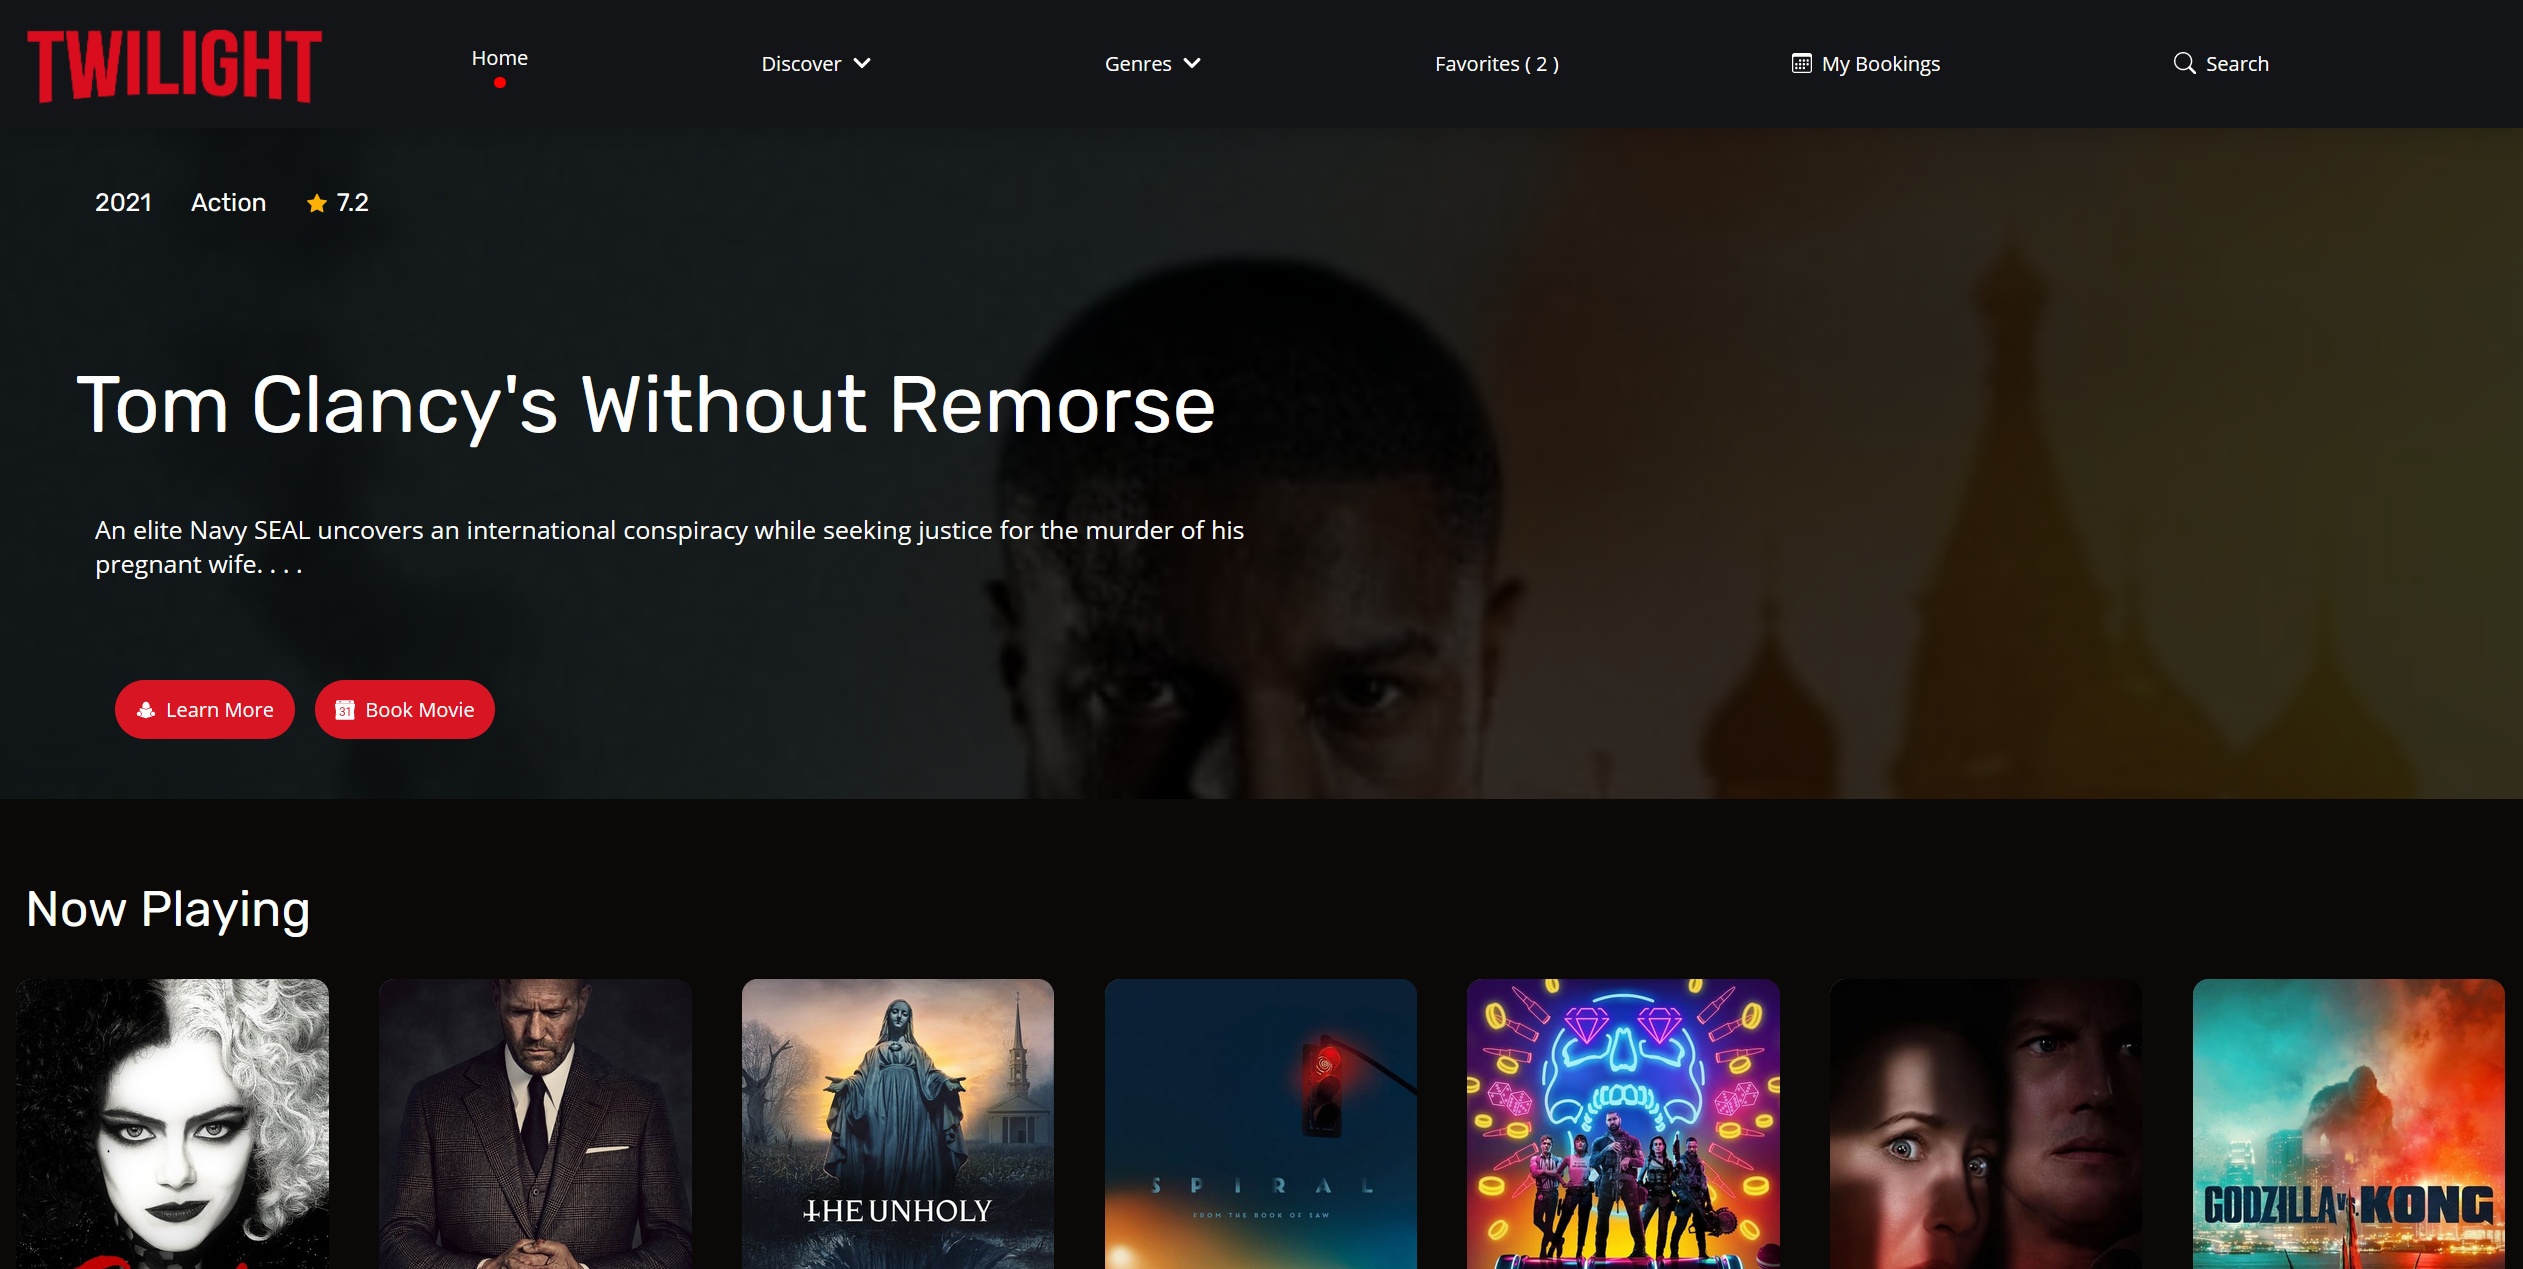 TWILIGHT
Home
Discover
Genres
Favorites ( 2 )
My Bookings
Search
2021 Action 7.2
Tom Clancy's Without Remorse
An elite Navy SEAL uncovers an international conspiracy while seeking justice for the murder of his
pregnant wife. . . .
Learn More
31 Book Movie
Now Playing
THE UNHOLY
SPIRAL
FROM THE BOOK OF SAW
GODZILLA VS. KONG